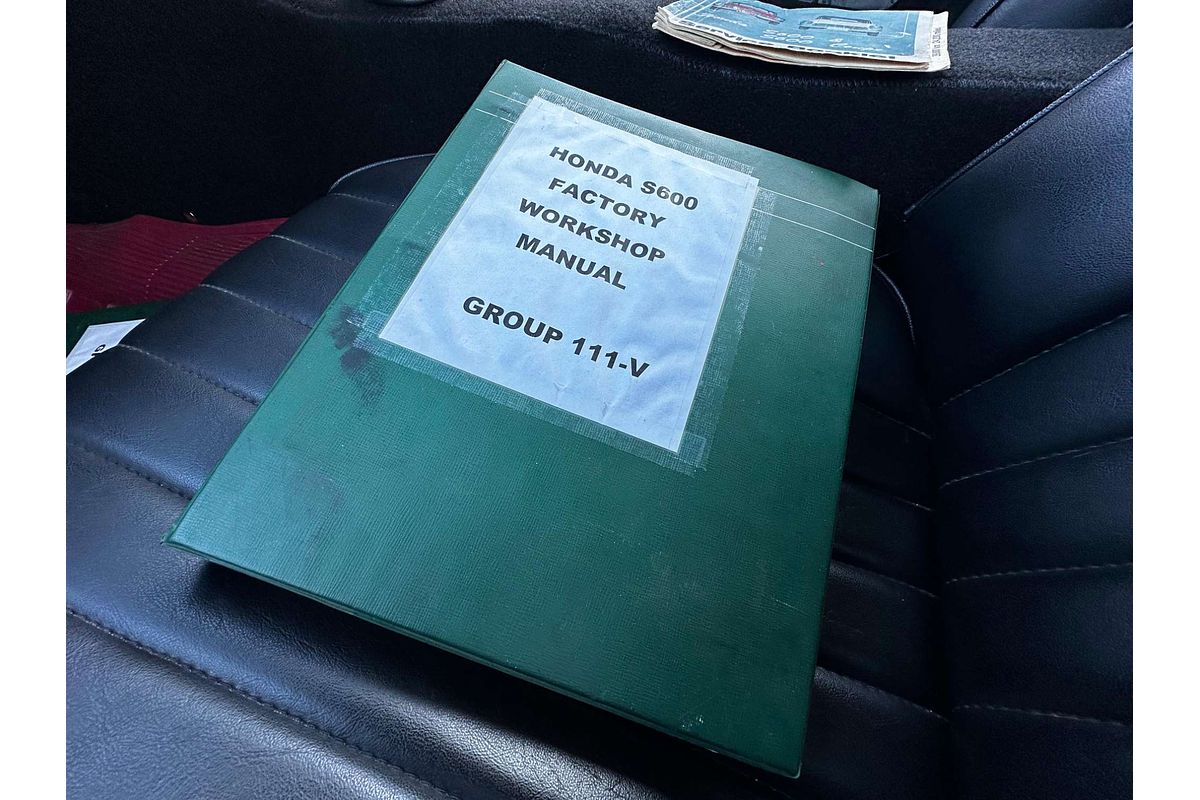 HONDA S600
FACTORY
WORKSHOP
MANUAL
GROUP 111-V